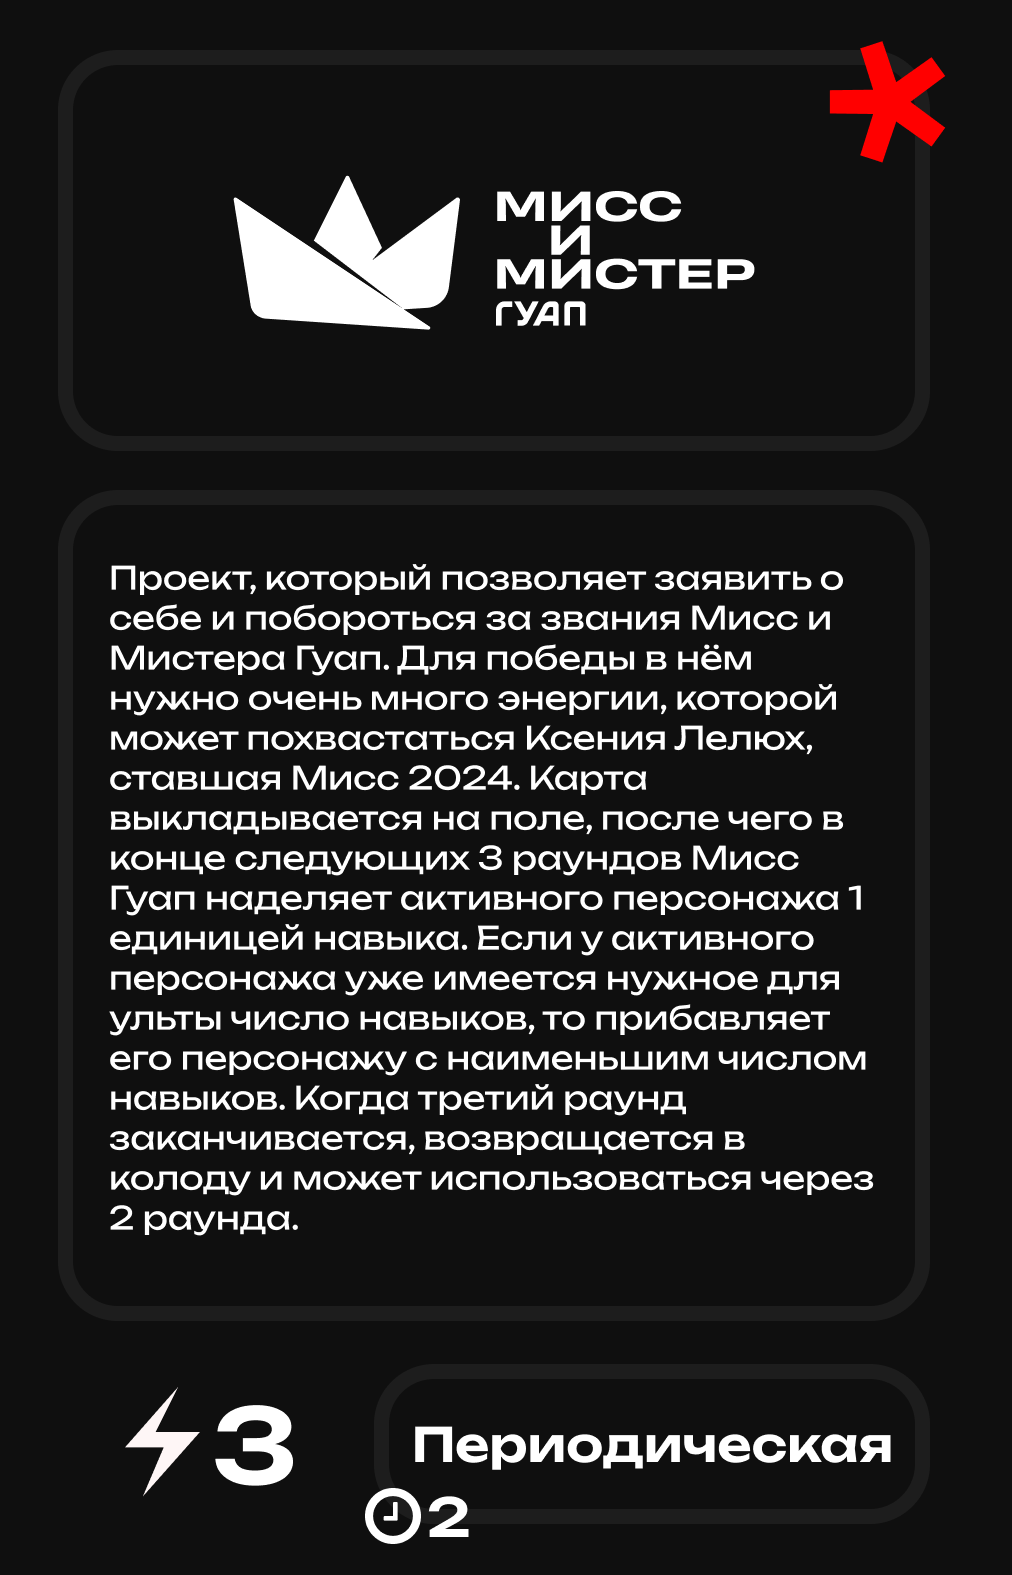 МИСС
И
МИСТЕР
ГУАП
Проект, который позволяет заявить о
себе и побороться за звания Мисс и
Мистера Гуап. Для победы в нём
нужно очень много энергии, которой
может похвастаться Ксения Лелюх,
ставшая Мисс 2024. Карта
выкладывается на поле, после чего в
конце следующих 3 раундов Мисс
Гуап наделяет активного персонажа 1
единицей навыка. Если у активного
персонажа уже имеется нужное для
ульты число навыков, то прибавляет
его персонажу с наименьшим числом
навыков. Когда третий раунд
заканчивается, возвращается в
колоду и может использоваться через
2 раунда.
3
Периодическая
2